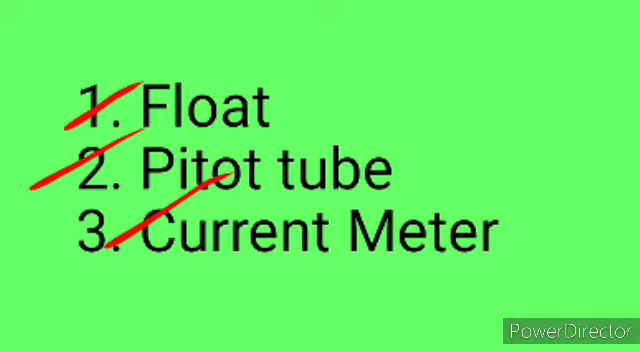 1. Float
2. Pitot tube
3. Current Meter
PowerDirector